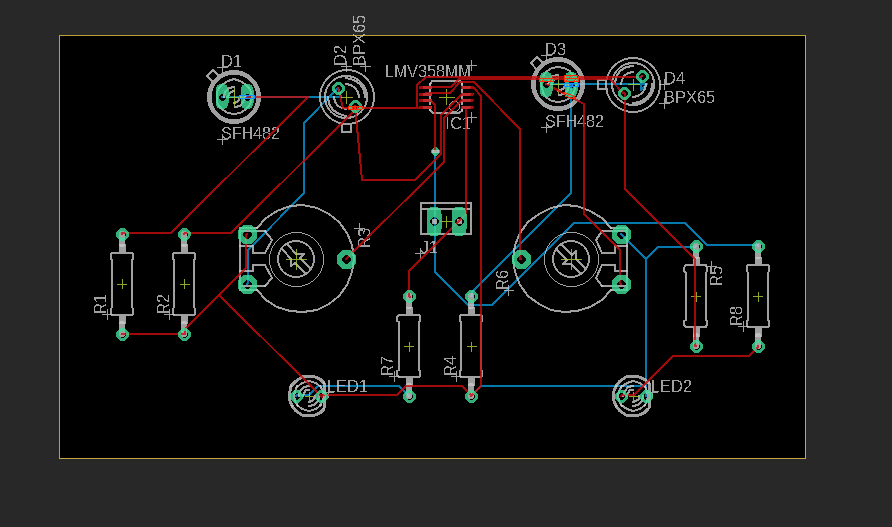 D1
D2
BPX65
LMV358MM
D3
D4
BPX65
SFH482
IC1
SFH482
R3
J1
R6
R5
R1
R2
R8
R7
R4
LED1
LED2